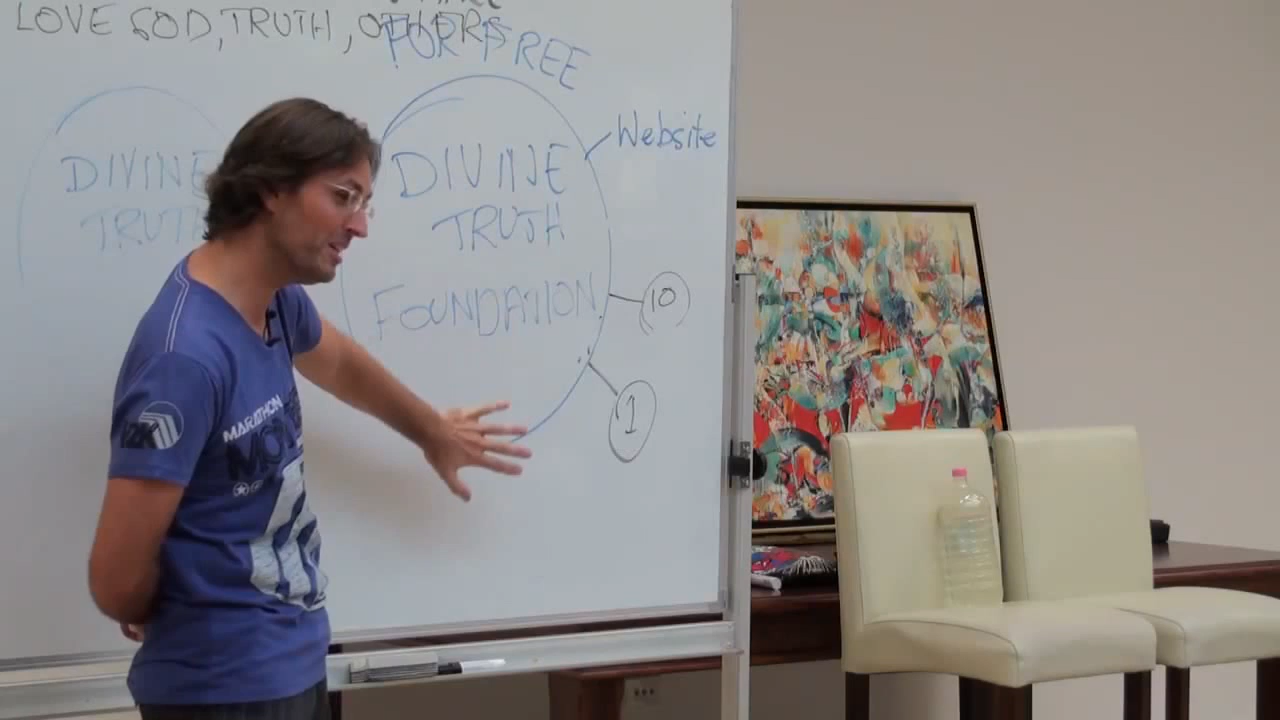 LOVE GOD, TRUTH, OTHERS
FOR FREE
DIVINE
TRUTH
DIVINE
TRUTH
FOUNDATION
Website
10
1
MARATHON